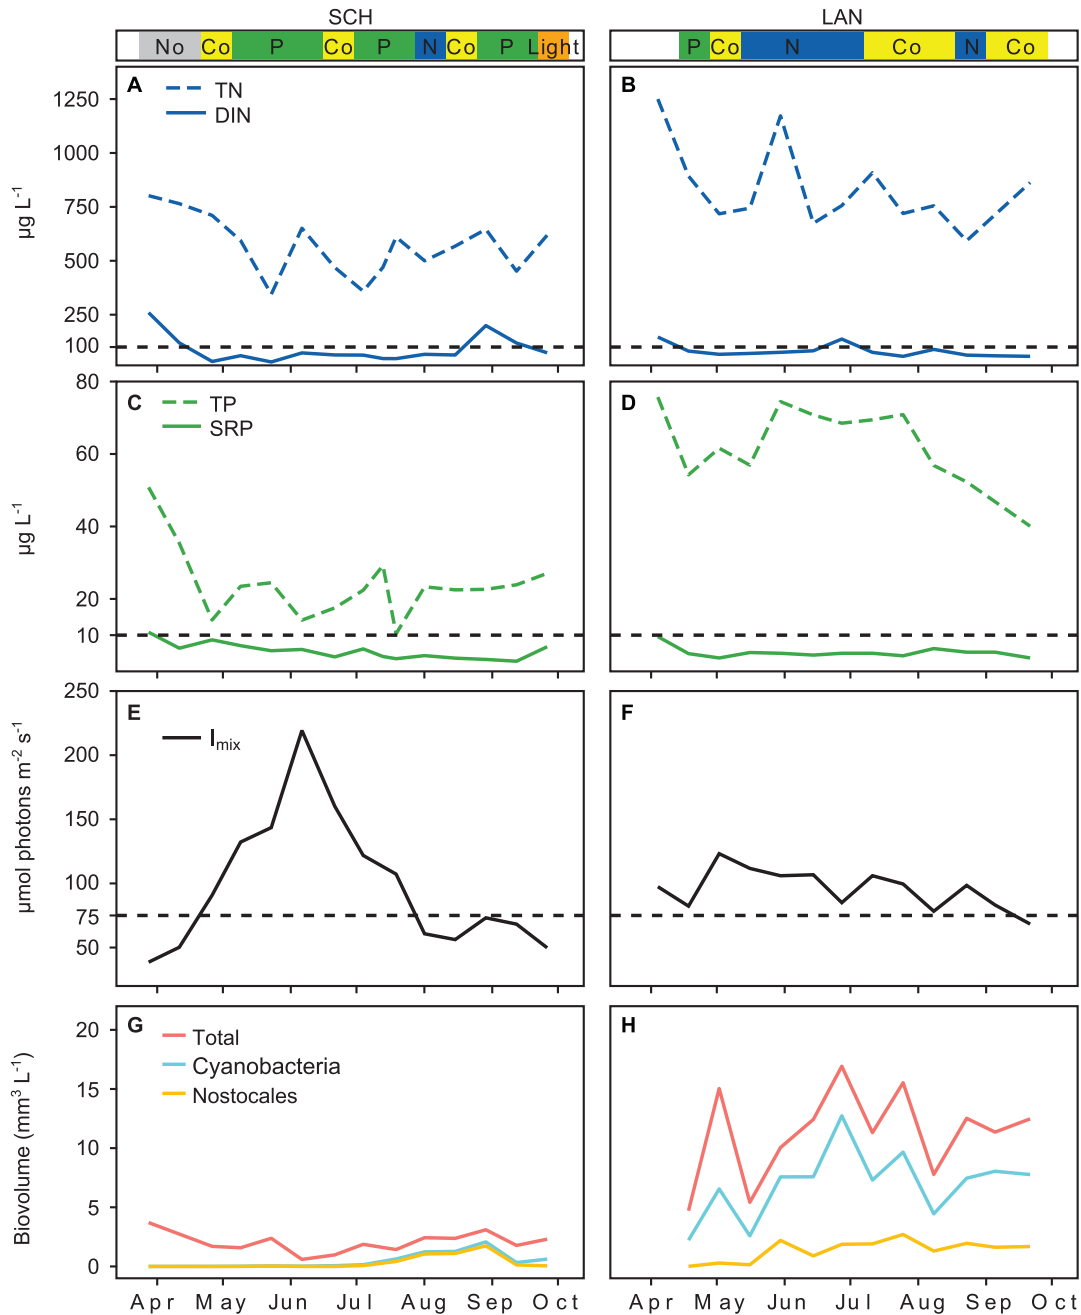 SCH LAN
No Co P Co P N Co P Light P Co N Co N Co
A TN B
DIN
1250
1000
750
500
250
100
µg L-1
80 C TP D
SRP
60
40
20
10
µg L-1
250 E Imix F
200
150
100
75
50
µmol photons m-2 s-1
20 G Total H
Cyanobacteria
Nostocales
15
10
5
0
Biovolume (mm3 L-1)
Apr May Jun Jul Aug Sep Oct Apr May Jun Jul Aug Sep Oct